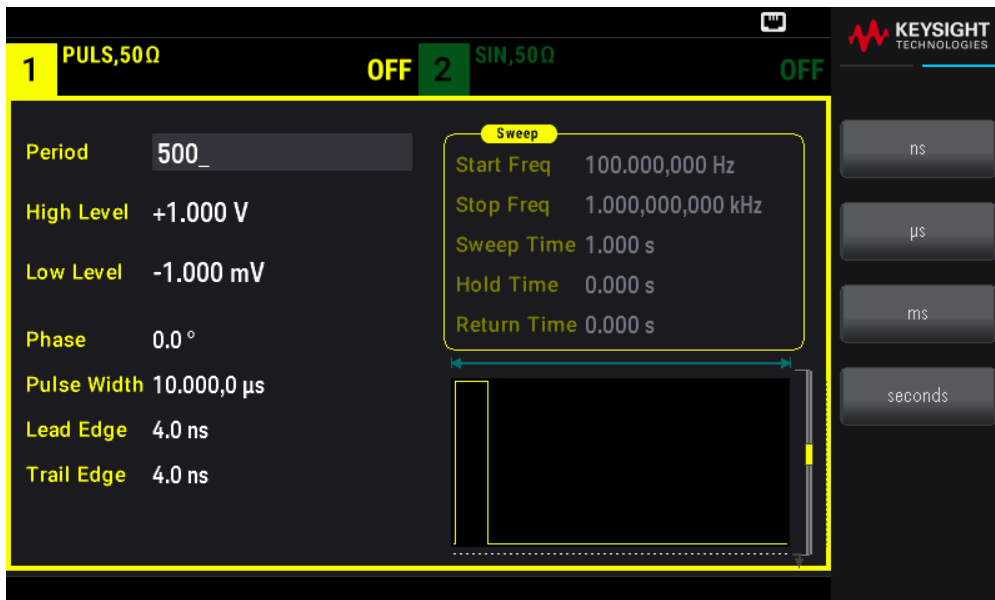 KEYSIGHT
TECHNOLOGIES
1 PULS,50Ω OFF
2 SIN,50Ω OFF
Period 500_
High Level +1.000 V
Low Level -1.000 mV
Phase 0.0 °
Pulse Width 10.000,0 µs
Lead Edge 4.0 ns
Trail Edge 4.0 ns
Sweep
Start Freq 100.000,000 Hz
Stop Freq 1.000,000,000 kHz
Sweep Time 1.000 s
Hold Time 0.000 s
Return Time 0.000 s
ns
µs
ms
seconds